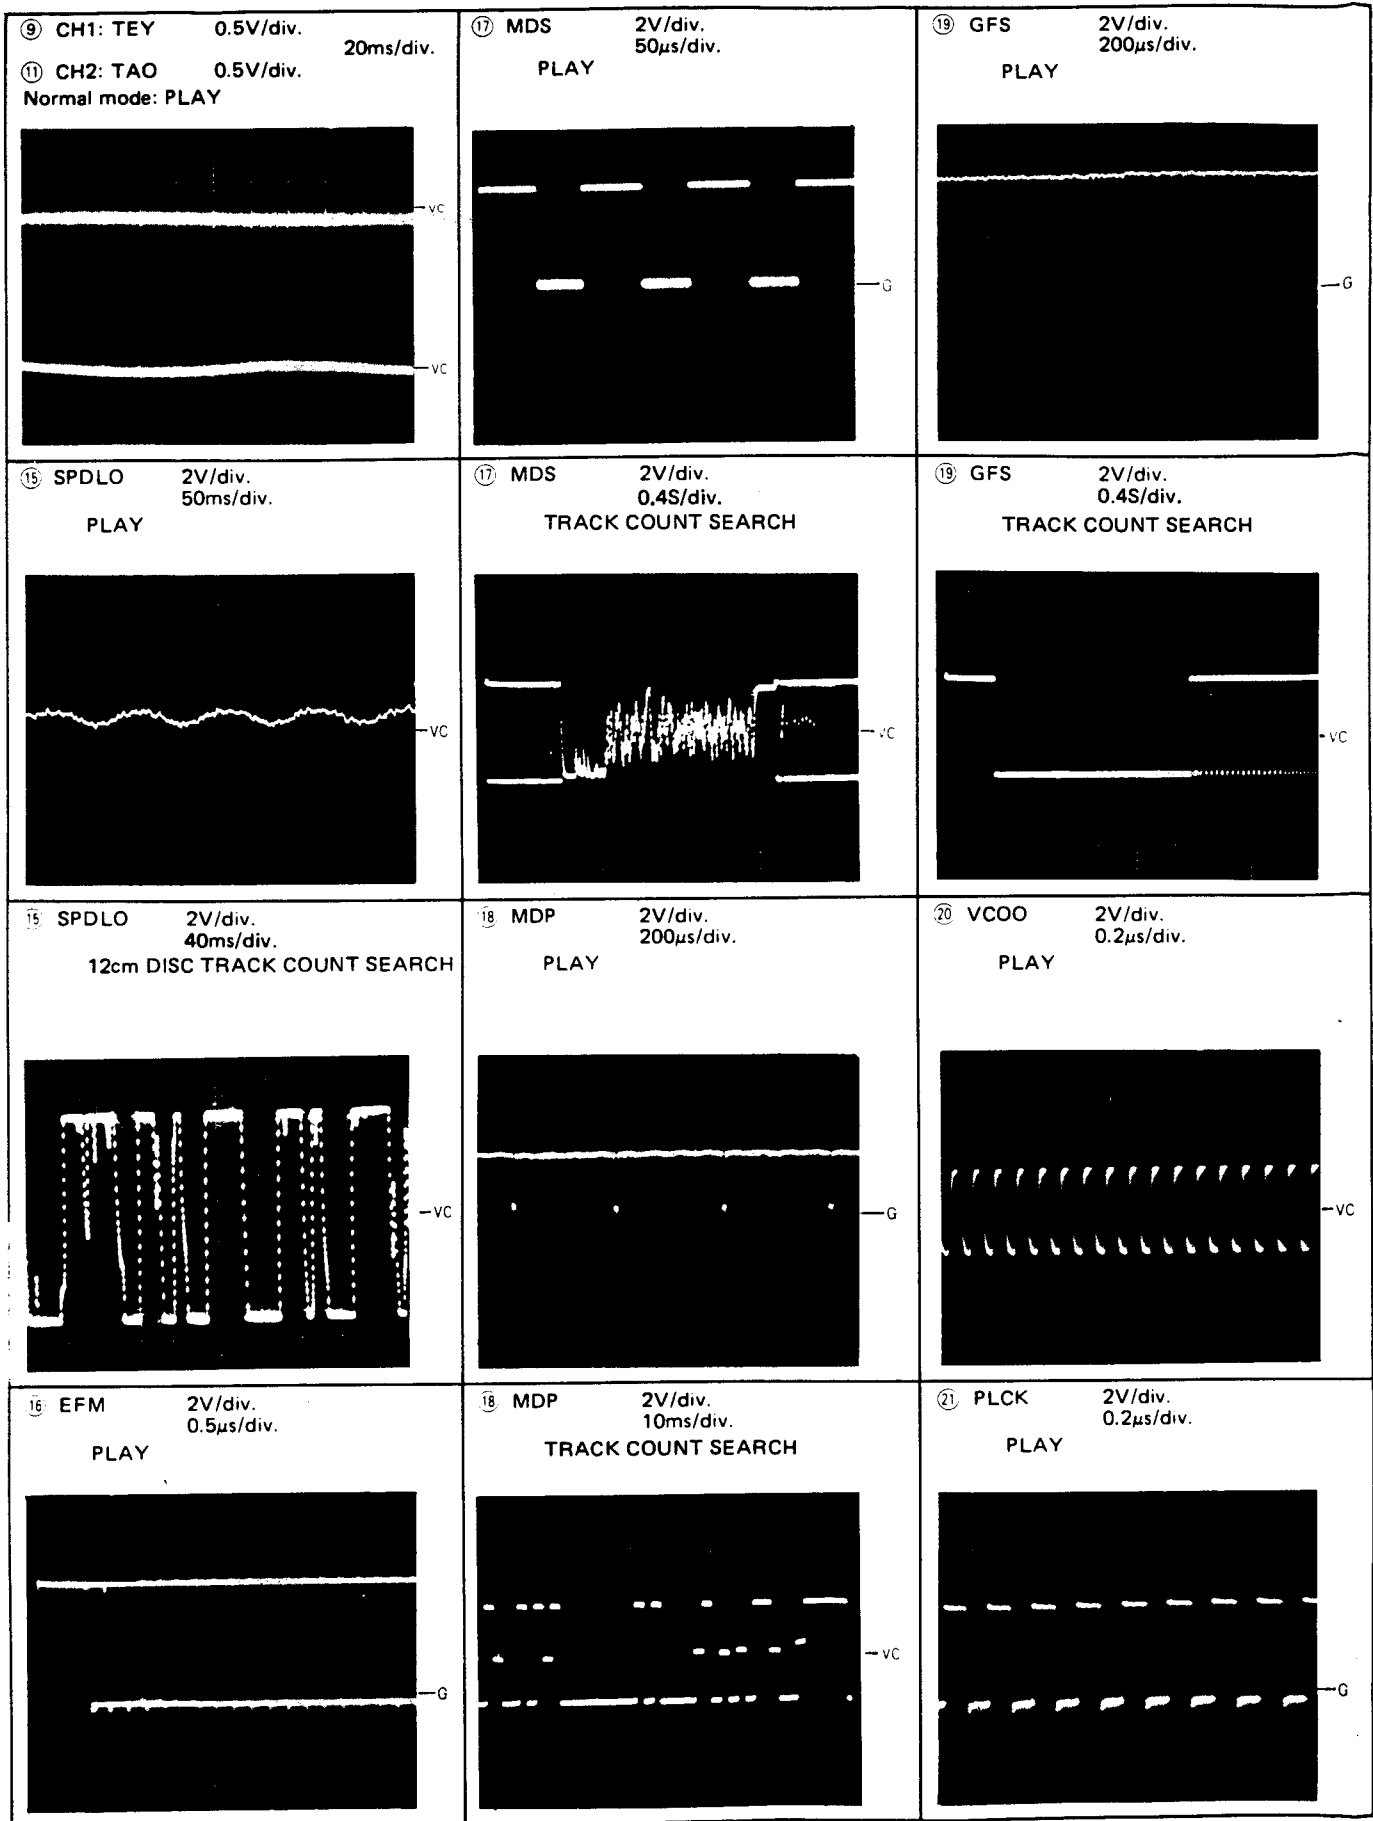 ⑨ CH1: TEY 0.5V/div.
20ms/div.
⑪ CH2: TAO 0.5V/div.
Normal mode: PLAY
VC
VC
⑰ MDS 2V/div.
50μs/div.
PLAY
G
⑲ GFS 2V/div.
200μs/div.
PLAY
G
⑮ SPDLO 2V/div.
50ms/div.
PLAY
VC
⑰ MDS 2V/div.
0.4S/div.
TRACK COUNT SEARCH
VC
⑲ GFS 2V/div.
0.4S/div.
TRACK COUNT SEARCH
VC
⑮ SPDLO 2V/div.
40ms/div.
12cm DISC TRACK COUNT SEARCH
VC
⑱ MDP 2V/div.
200μs/div.
PLAY
G
⑳ VCOO 2V/div.
0.2μs/div.
PLAY
VC
⑯ EFM 2V/div.
0.5μs/div.
PLAY
G
⑱ MDP 2V/div.
10ms/div.
TRACK COUNT SEARCH
VC
㉑ PLCK 2V/div.
0.2μs/div.
PLAY
G